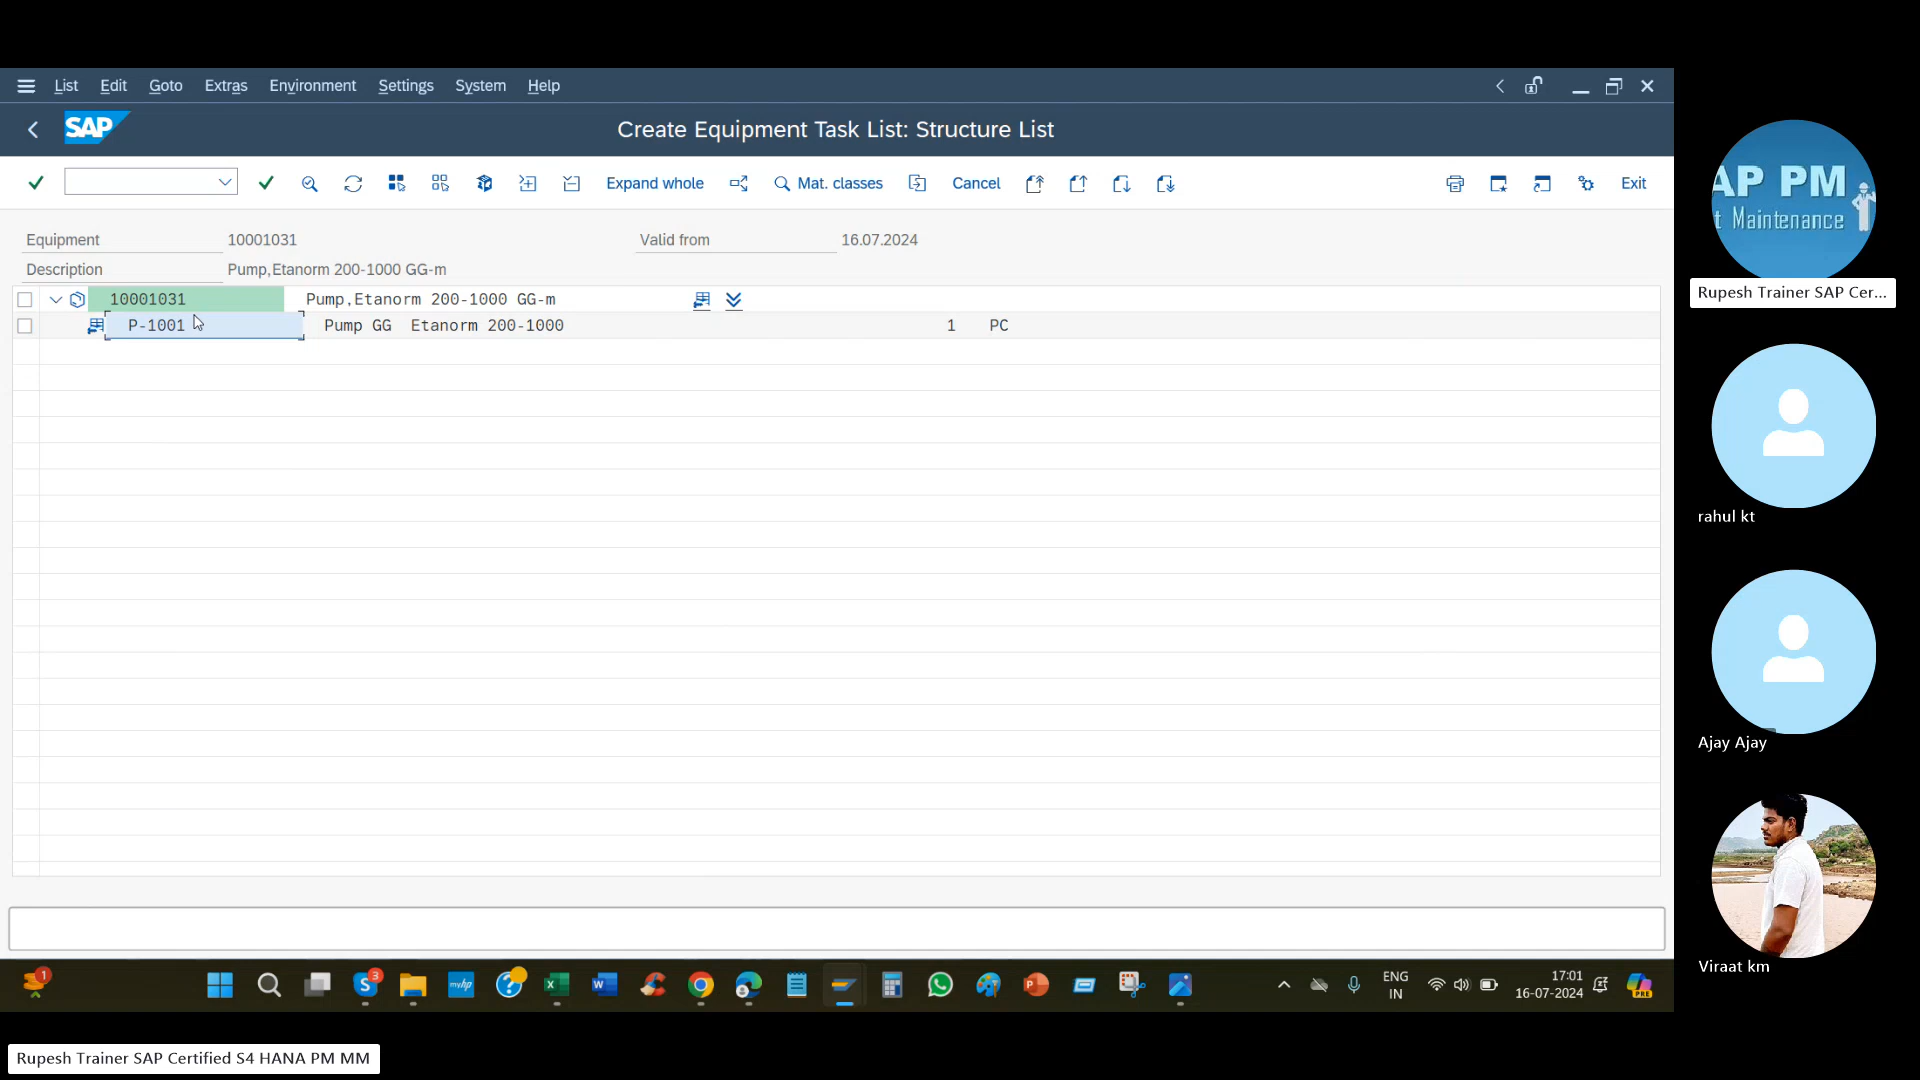 List Edit Goto Extras Environment Settings System Help
SAP Create Equipment Task List: Structure List
Expand whole Mat. classes Cancel Exit
Equipment 10001031 Valid from 16.07.2024
Description Pump,Etanorm 200-1000 GG-m
10001031 Pump,Etanorm 200-1000 GG-m
P-1001 Pump GG Etanorm 200-1000 1 PC
1
3
myhp
ENG
IN
17:01
16-07-2024
PRE
AP PM
t Maintenance
Rupesh Trainer SAP Cer...
rahul kt
Ajay Ajay
Viraat km
Rupesh Trainer SAP Certified S4 HANA PM MM